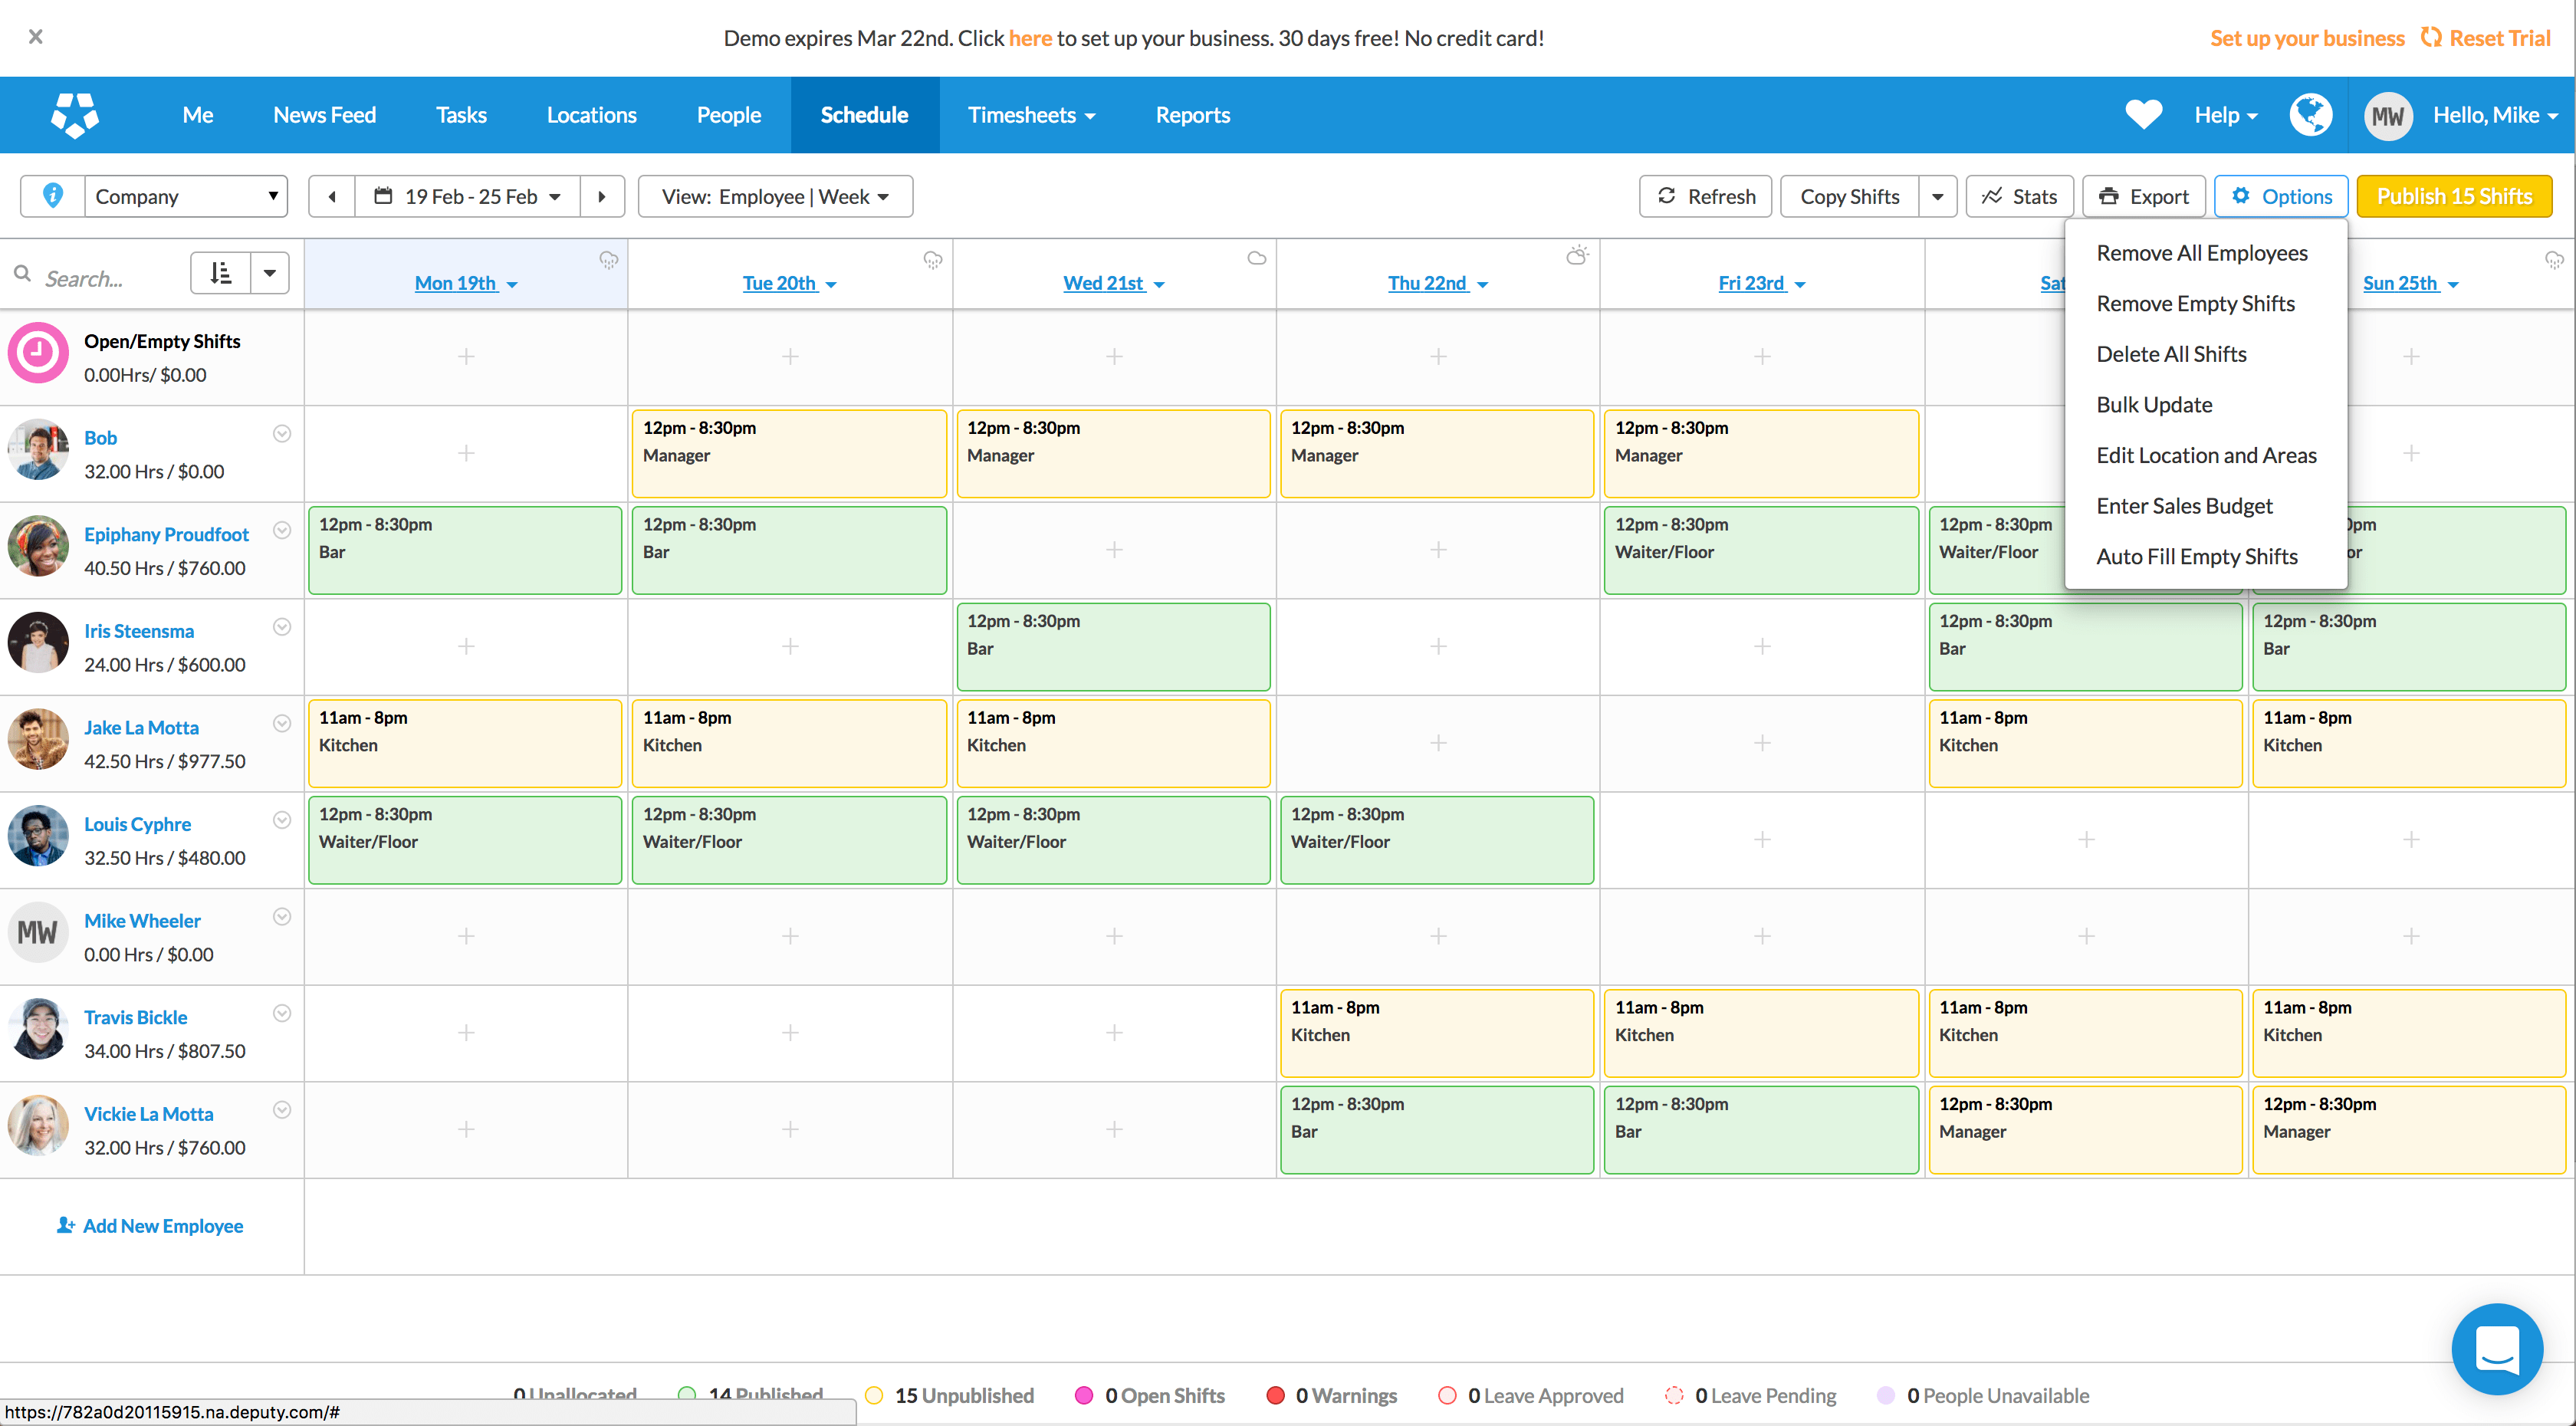 Demo expires Mar 22nd. Click here to set up your business. 30 days free! No credit card!
Set up your business Reset Trial
Me News Feed Tasks Locations People Schedule Timesheets Reports
Help MW Hello, Mike
Company 19 Feb - 25 Feb View: Employee | Week
Refresh Copy Shifts Stats Export Options Publish 15 Shifts
Remove All Employees
Remove Empty Shifts
Delete All Shifts
Bulk Update
Edit Location and Areas
Enter Sales Budget
Auto Fill Empty Shifts
Search... Mon 19th Tue 20th Wed 21st Thu 22nd Fri 23rd Sat Sun 25th
Open/Empty Shifts
0.00Hrs/ $0.00
Bob
32.00 Hrs / $0.00
12pm - 8:30pm 12pm - 8:30pm 12pm - 8:30pm 12pm - 8:30pm
Manager Manager Manager Manager
Epiphany Proudfoot
40.50 Hrs / $760.00
12pm - 8:30pm 12pm - 8:30pm 12pm - 8:30pm 12pm - 8:30pm pm
Bar Bar Waiter/Floor Waiter/Floor or
Iris Steensma
24.00 Hrs / $600.00
12pm - 8:30pm 12pm - 8:30pm 12pm - 8:30pm
Bar Bar Bar
Jake La Motta
42.50 Hrs / $977.50
11am - 8pm 11am - 8pm 11am - 8pm 11am - 8pm 11am - 8pm
Kitchen Kitchen Kitchen Kitchen Kitchen
Louis Cyphre
32.50 Hrs / $480.00
12pm - 8:30pm 12pm - 8:30pm 12pm - 8:30pm 12pm - 8:30pm
Waiter/Floor Waiter/Floor Waiter/Floor Waiter/Floor
MW
Mike Wheeler
0.00 Hrs / $0.00
Travis Bickle
34.00 Hrs / $807.50
11am - 8pm 11am - 8pm 11am - 8pm 11am - 8pm
Kitchen Kitchen Kitchen Kitchen
Vickie La Motta
32.00 Hrs / $760.00
12pm - 8:30pm 12pm - 8:30pm 12pm - 8:30pm 12pm - 8:30pm
Bar Bar Manager Manager
Add New Employee
0 Unallocated 14 Published 15 Unpublished 0 Open Shifts 0 Warnings 0 Leave Approved 0 Leave Pending 0 People Unavailable
https://782a0d20115915.na.deputy.com/#